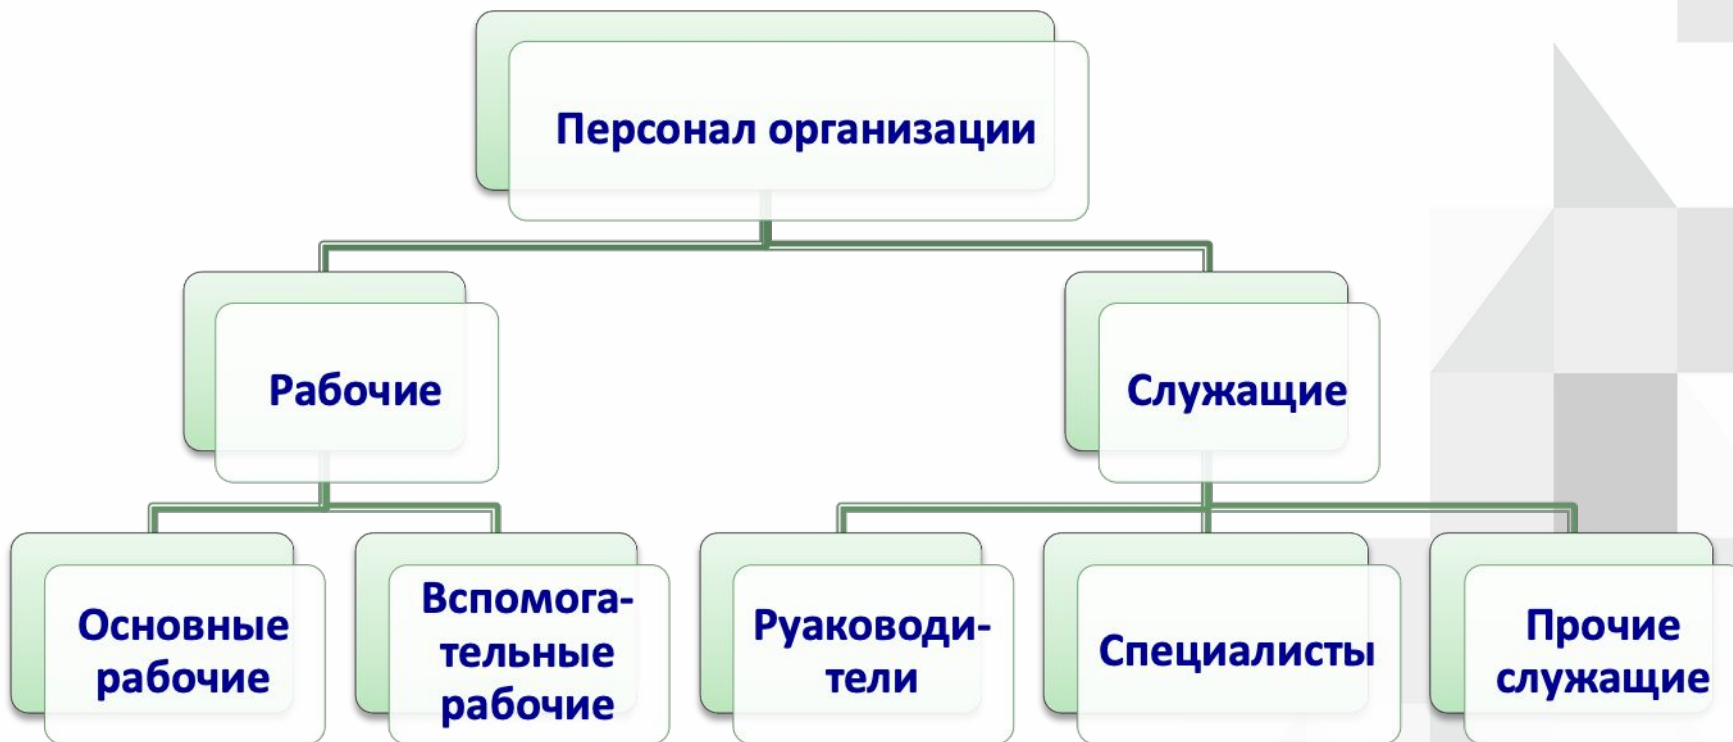 Персонал организации
Рабочие
Служащие
Основные
рабочие
Вспомога-
тельные
рабочие
Руаководи-
тели
Специалисты
Прочие
служащие